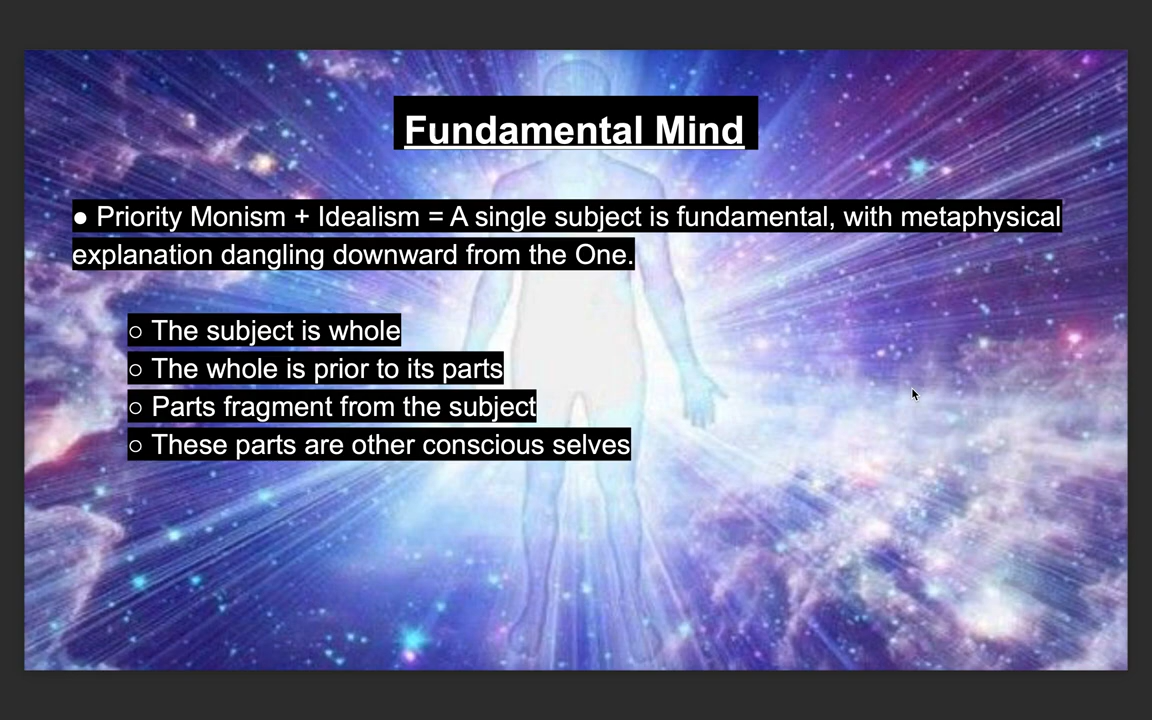 Fundamental Mind
● Priority Monism + Idealism = A single subject is fundamental, with metaphysical
explanation dangling downward from the One.
○ The subject is whole
○ The whole is prior to its parts
○ Parts fragment from the subject
○ These parts are other conscious selves